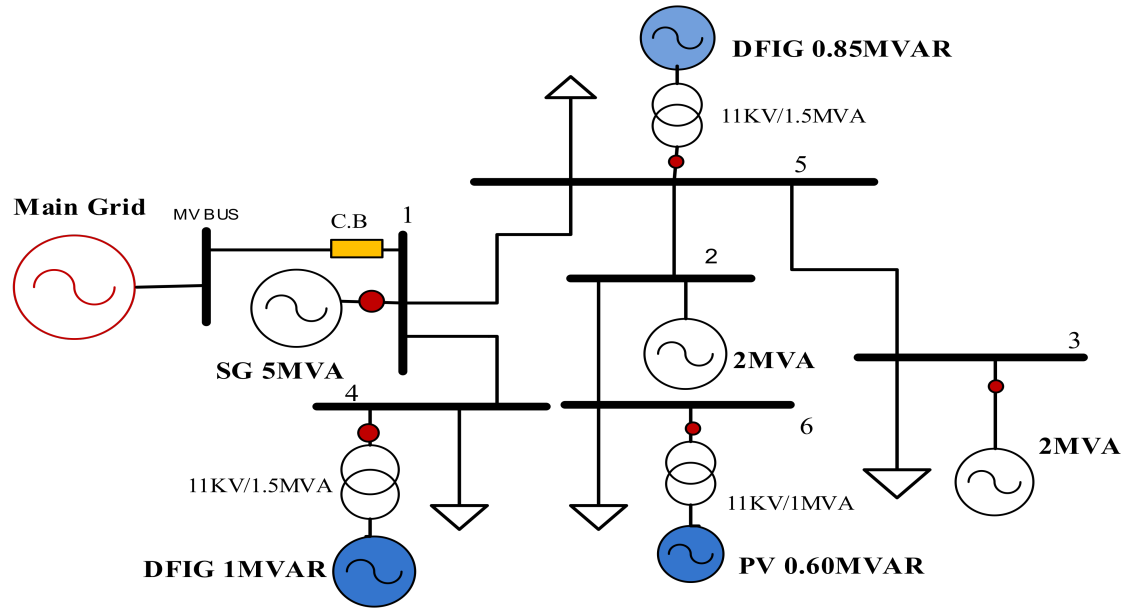 DFIG 0.85MVAR
11KV/1.5MVA
5
Main Grid
MV BUS
C.B
1
2
SG 5MVA
2MVA
3
4
6
2MVA
11KV/1.5MVA
11KV/1MVA
DFIG 1MVAR
PV 0.60MVAR